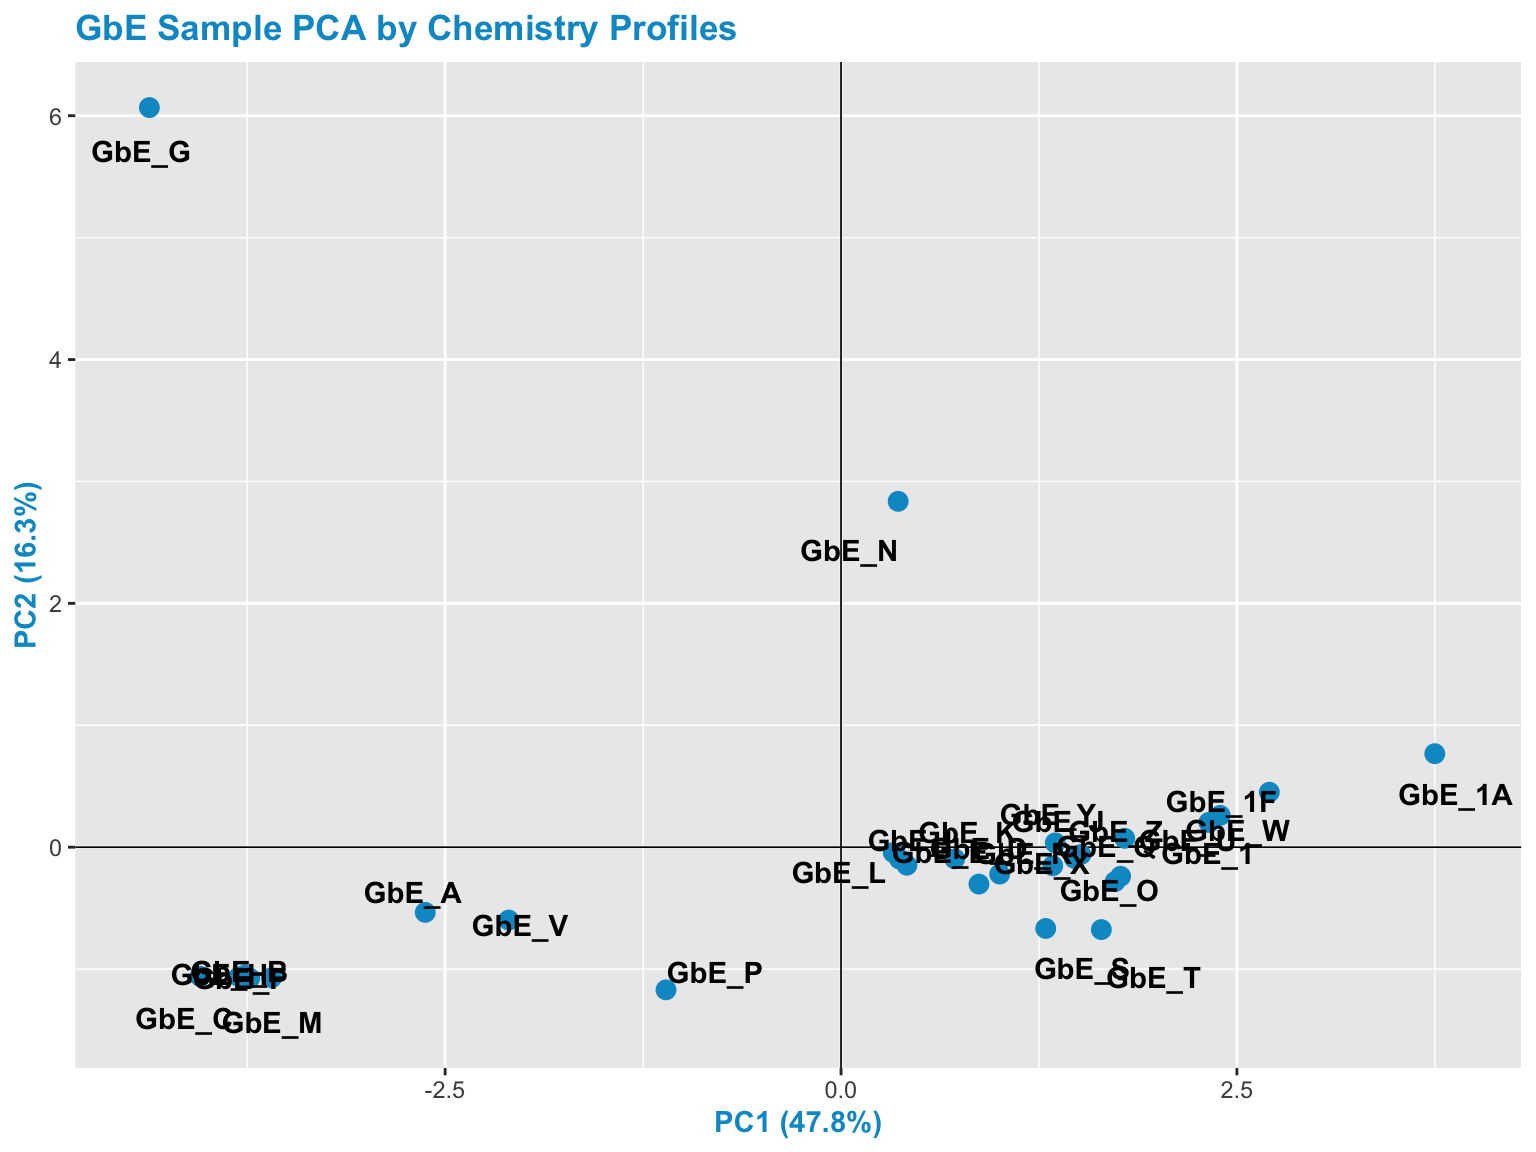 GbE Sample PCA by Chemistry Profiles
6
GbE_G
4
PC2 (16.3%)
GbE_N
2
GbE_1A
GbE_1F
GbE_Y
GbE_W
GbE_Z
GbE_K
GbE_Q
GbE_U
0
GbE_1
GbE_X
GbE_L
GbE_O
GbE_A
GbE_V
GbE_S
GbE_P
GbE_T
GbE_B
GbE_C
GbE_M
-2.5
0.0
2.5
PC1 (47.8%)